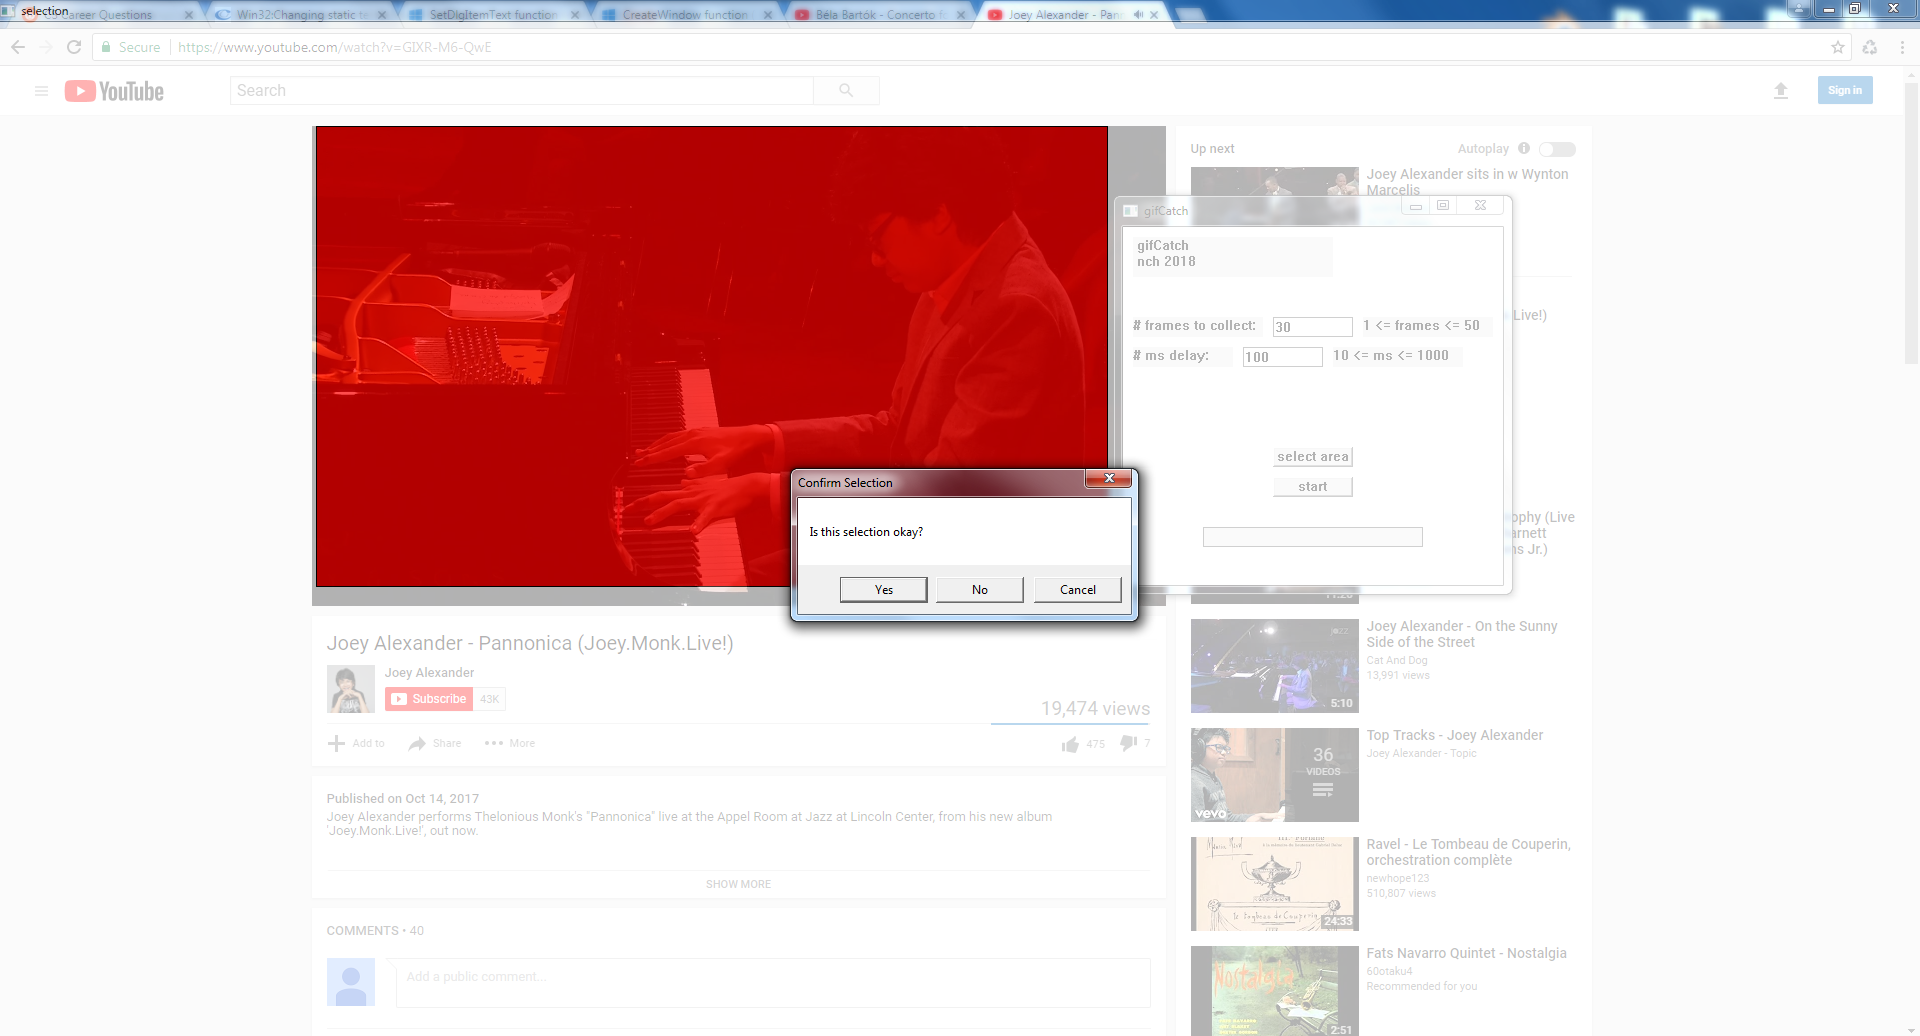 selection
CS Career Questions
Win32:Changing static te
SetDlgItemText function
CreateWindow function
Béla Bartók - Concerto fo
Joey Alexander - Pann
Secure
https://www.youtube.com/watch?v=GIXR-M6-QwE
YouTube
Search
Sign in
Up next
Autoplay
Joey Alexander sits in w Wynton
Marcelis
gifCatch
gifCatch
nch 2018
# frames to collect:
30
1 <= frames <= 50
# ms delay:
100
10 <= ms <= 1000
select area
start
Live!)
ophy (Live
arnett
ns Jr.)
Confirm Selection
Is this selection okay?
Yes
No
Cancel
Joey Alexander - Pannonica (Joey.Monk.Live!)
Joey Alexander
Subscribe
43K
19,474 views
Add to
Share
More
475
7
Published on Oct 14, 2017
Joey Alexander performs Thelonious Monk's "Pannonica" live at the Appel Room at Jazz at Lincoln Center, from his new album
'Joey.Monk.Live!', out now.
SHOW MORE
COMMENTS • 40
Add a public comment...
Joey Alexander - On the Sunny
Side of the Street
Cat And Dog
13,991 views
5:10
Top Tracks - Joey Alexander
Joey Alexander - Topic
36
VIDEOS
vevo
Ravel - Le Tombeau de Couperin,
orchestration complète
newhope123
510,807 views
24:33
Fats Navarro Quintet - Nostalgia
60otaku4
Recommended for you
Nostalgia
2:51